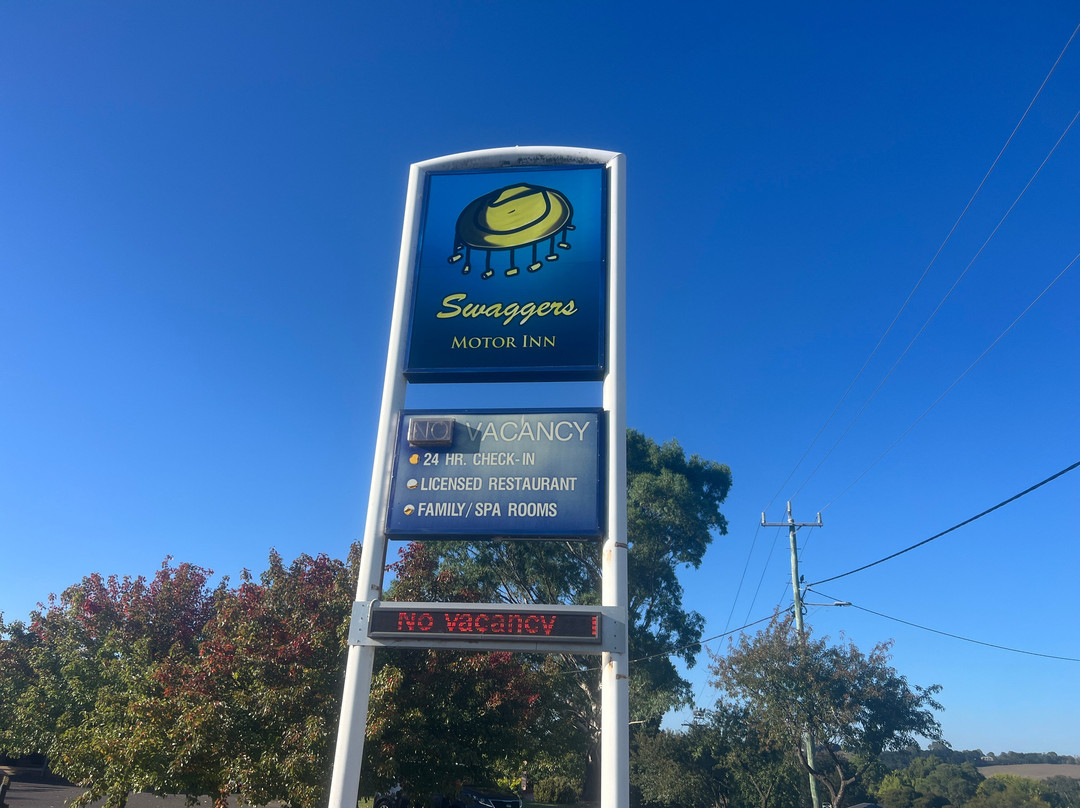 Swaggers
MOTOR INN
NO VACANCY
24 HR. CHECK-IN
LICENSED RESTAURANT
FAMILY/SPA ROOMS
No vacancy